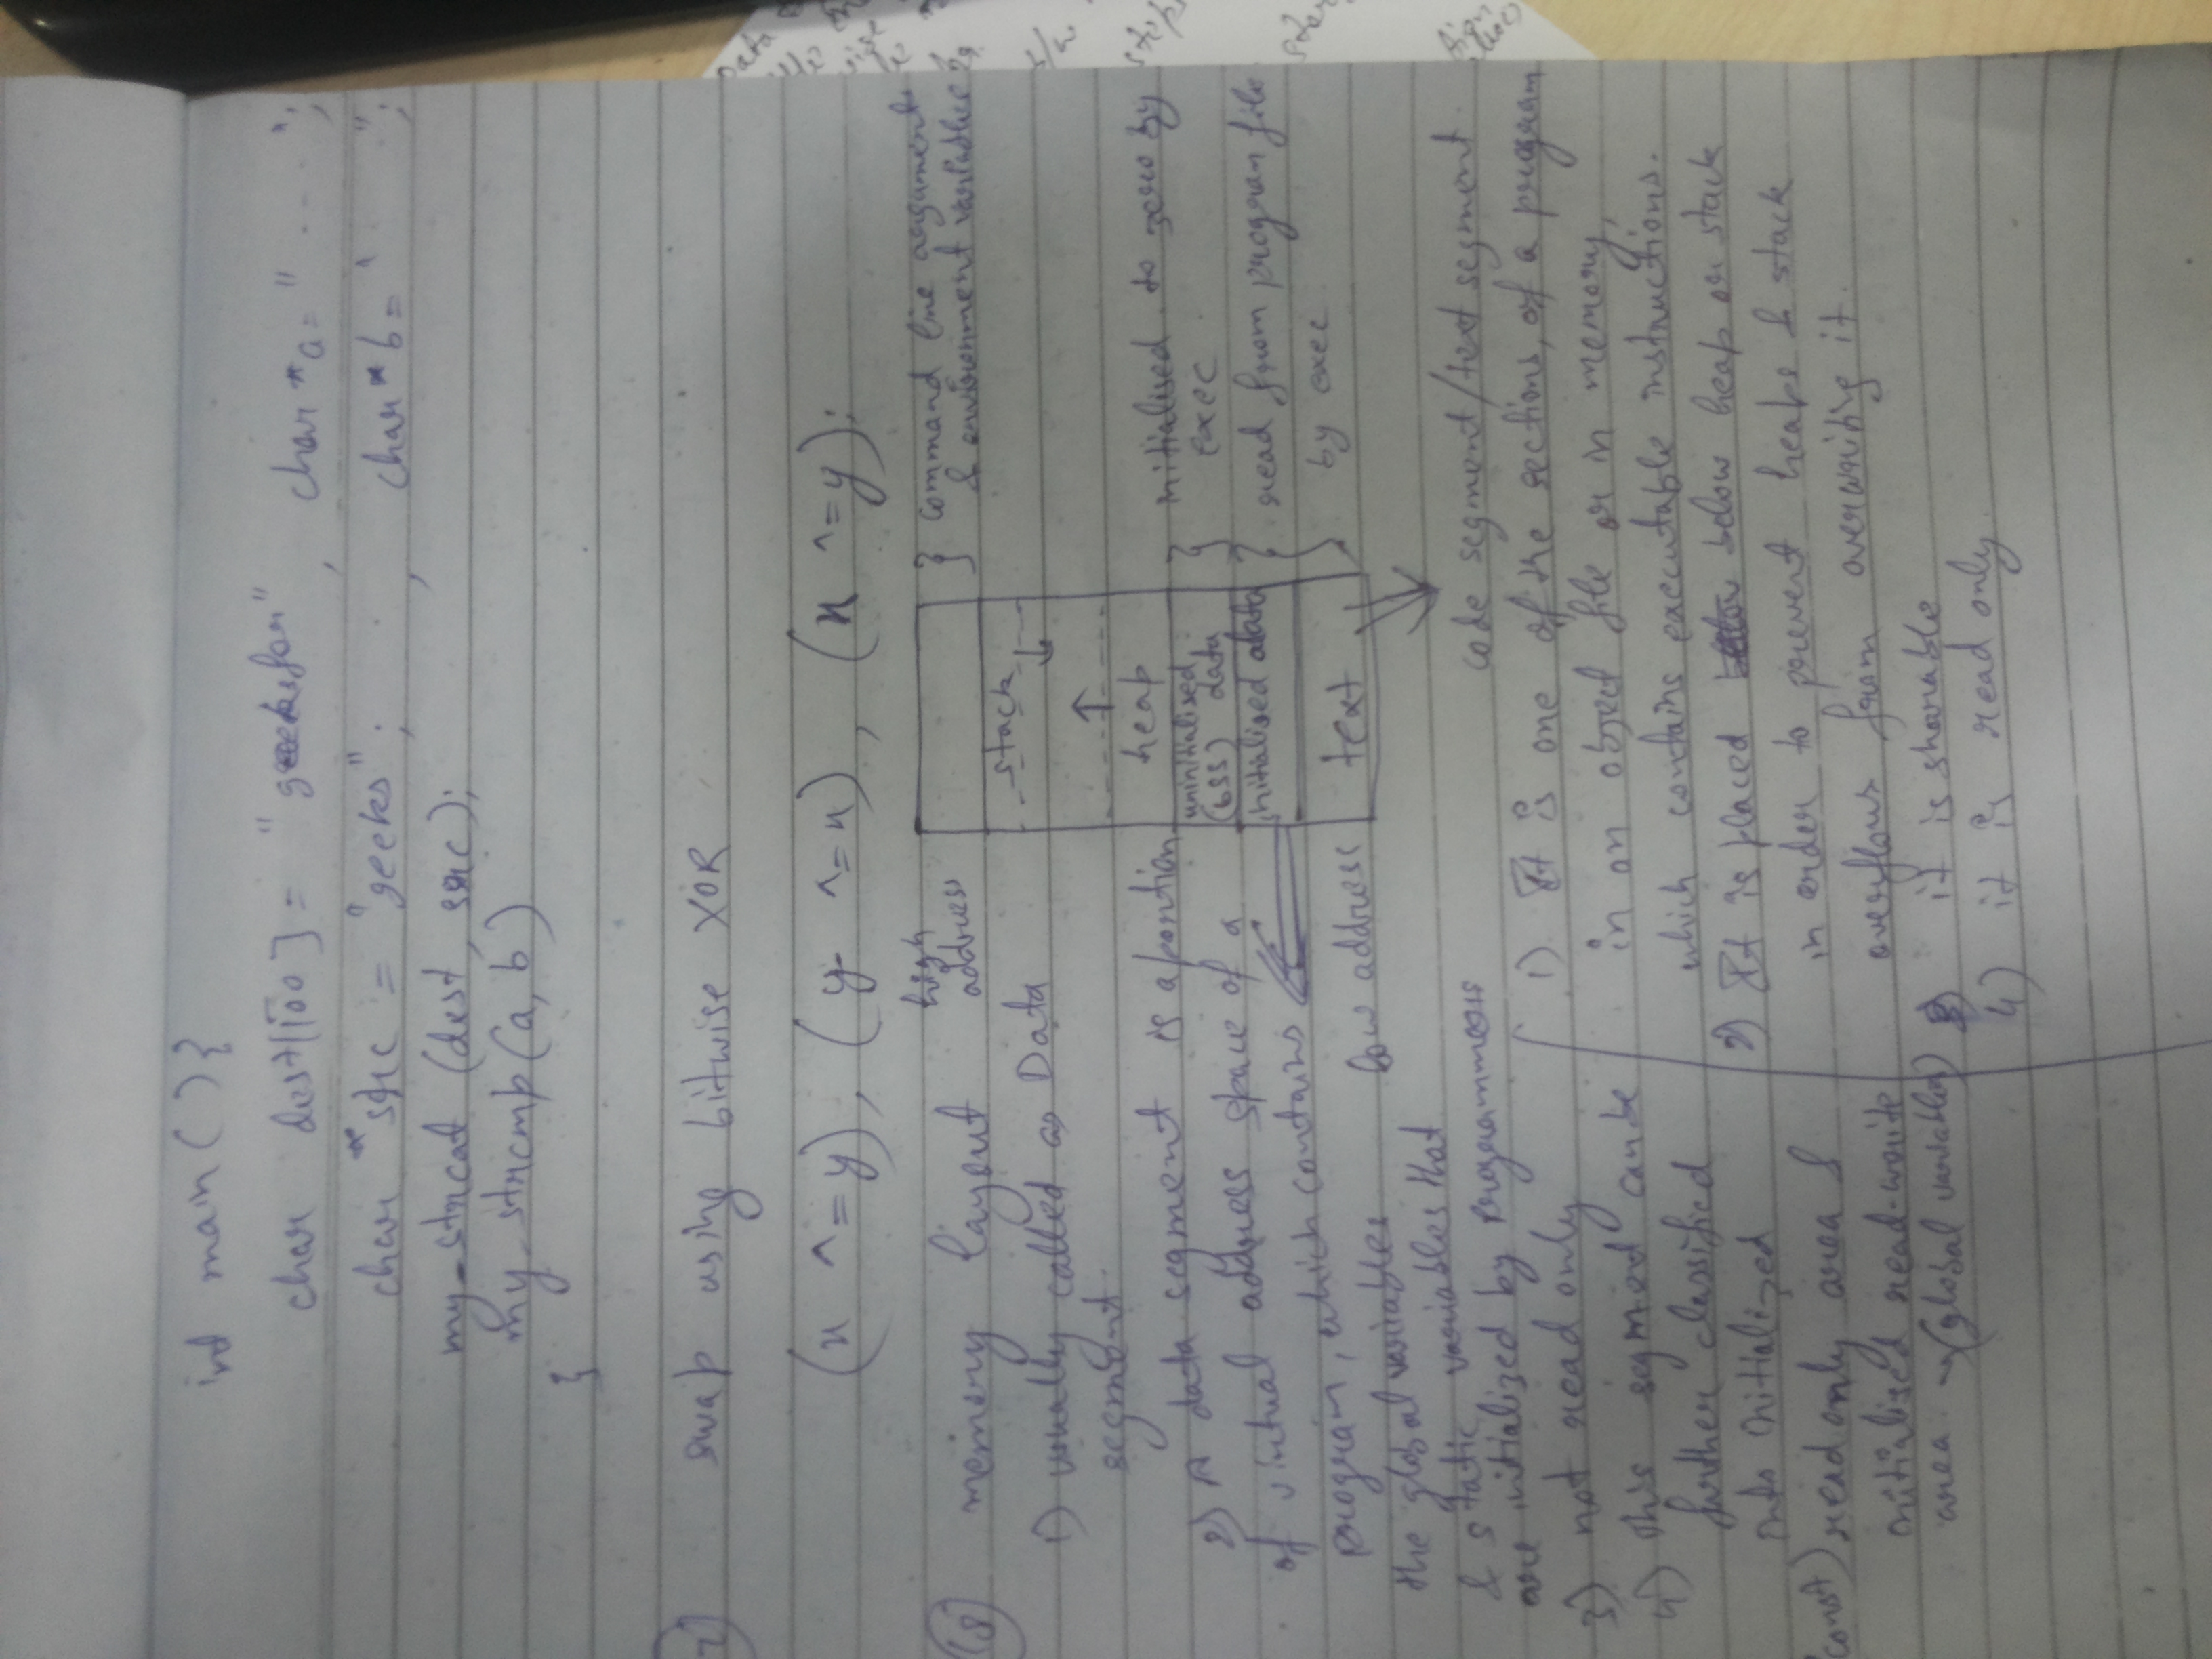 int main ( ) {
char dest[100] = "geeksfor" , char *a = " - - - - ";
char *src = "geeks"; , char* b = " ";
my_strcat (dest, src);
my_strcmp (a, b)
}
7) swap using bitwise XOR
(x ^= y), (y ^= x), (x ^= y);
(8) memory layout
high
address
} command line argument
& environment variables
stack
heap
uninitialised
(bss) data
} initialised to zero by
exec
initialised data
} read from program file
by exec
text
low address
1) usually called as Data
segment
2) A data segment is a portion
of virtual address space of a
program, which contains
the global variables
& static variables that
are initialized by programmers
3) not read only
4) this segment can be
further classified
into initialized
(const) read only area &
initialised read-write
area. → (global variables)
code segment/text segment
1) It is one of the sections, of a program
in an object file or in memory,
which contains executable instructions.
2) It is placed below heap or stack
in order to prevent heaps & stack
overflows from overwriting it.
3) it is sharable
4) it is read only.
Data
s/w
steps